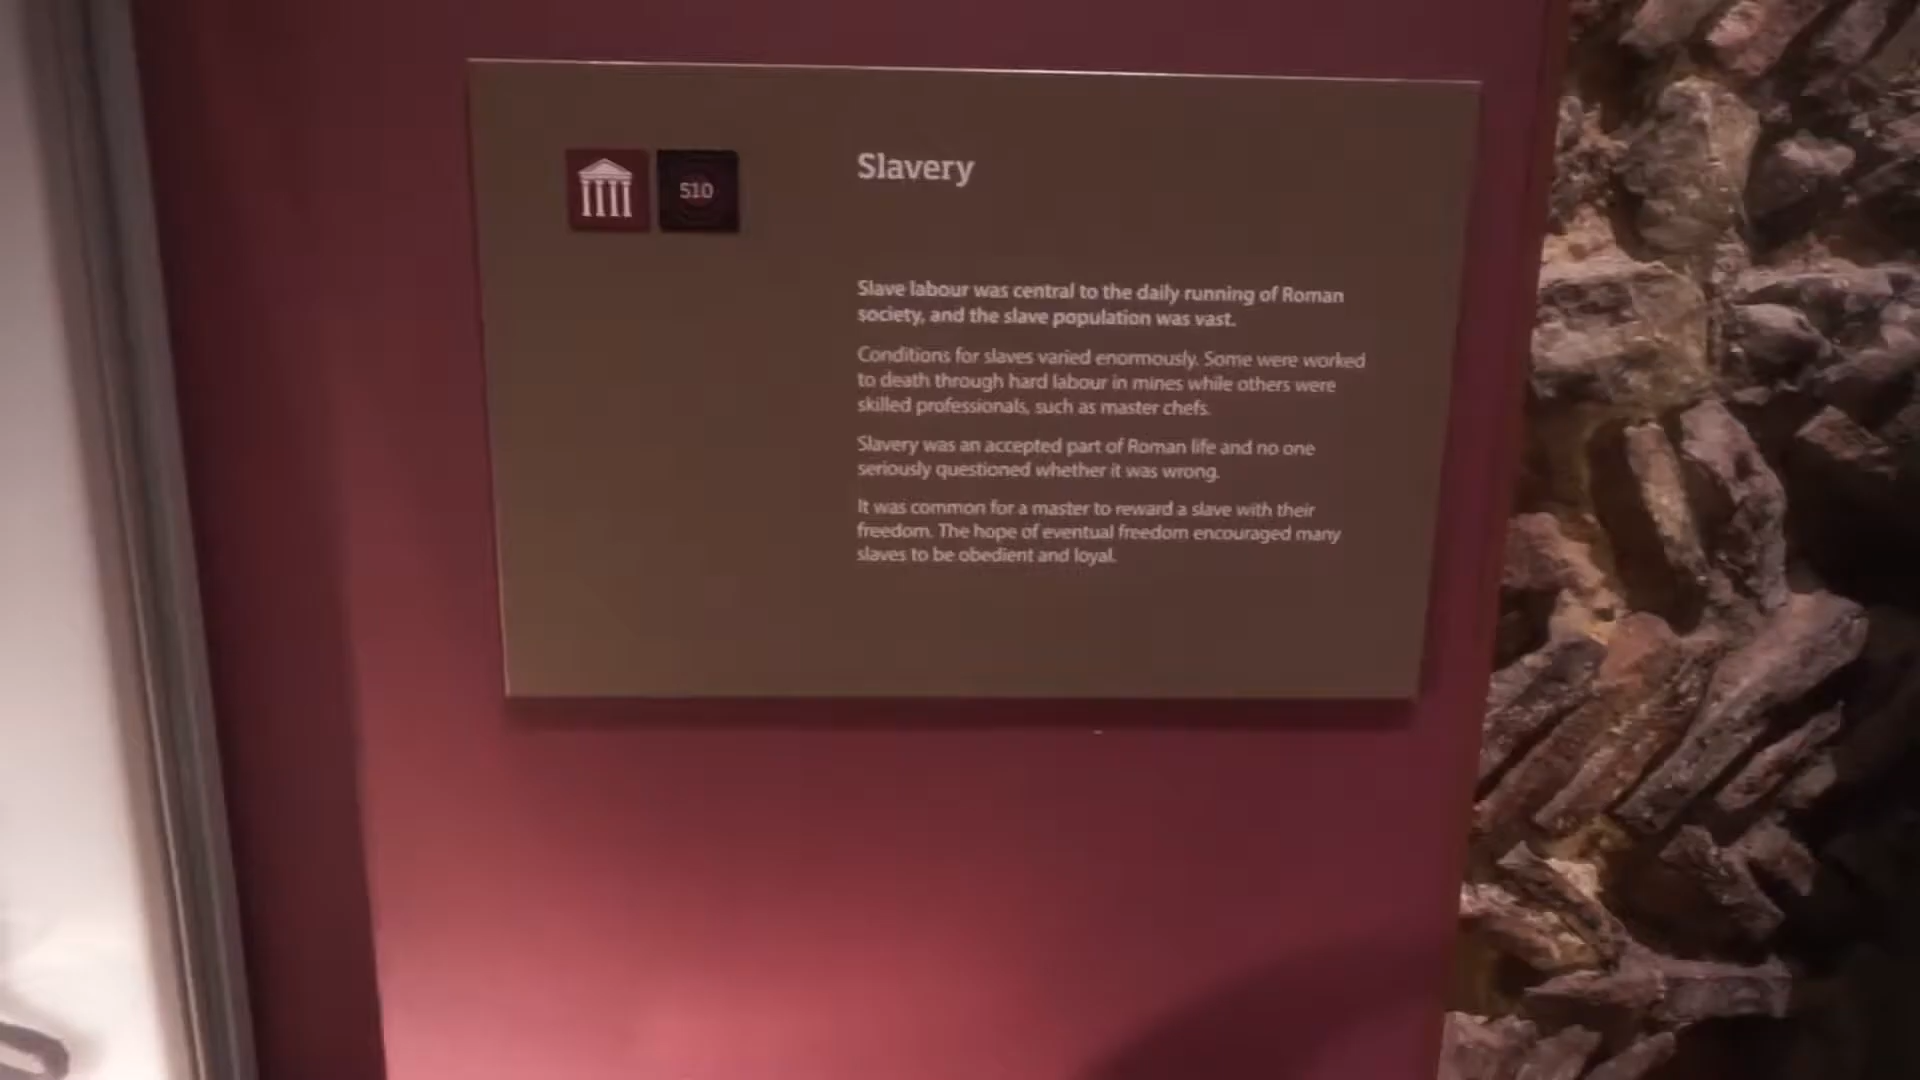 510
Slavery
Slave labour was central to the daily running of Roman
society, and the slave population was vast.
Conditions for slaves varied enormously. Some were worked
to death through hard labour in mines while others were
skilled professionals, such as master chefs.
Slavery was an accepted part of Roman life and no one
seriously questioned whether it was wrong.
It was common for a master to reward a slave with their
freedom. The hope of eventual freedom encouraged many
slaves to be obedient and loyal.